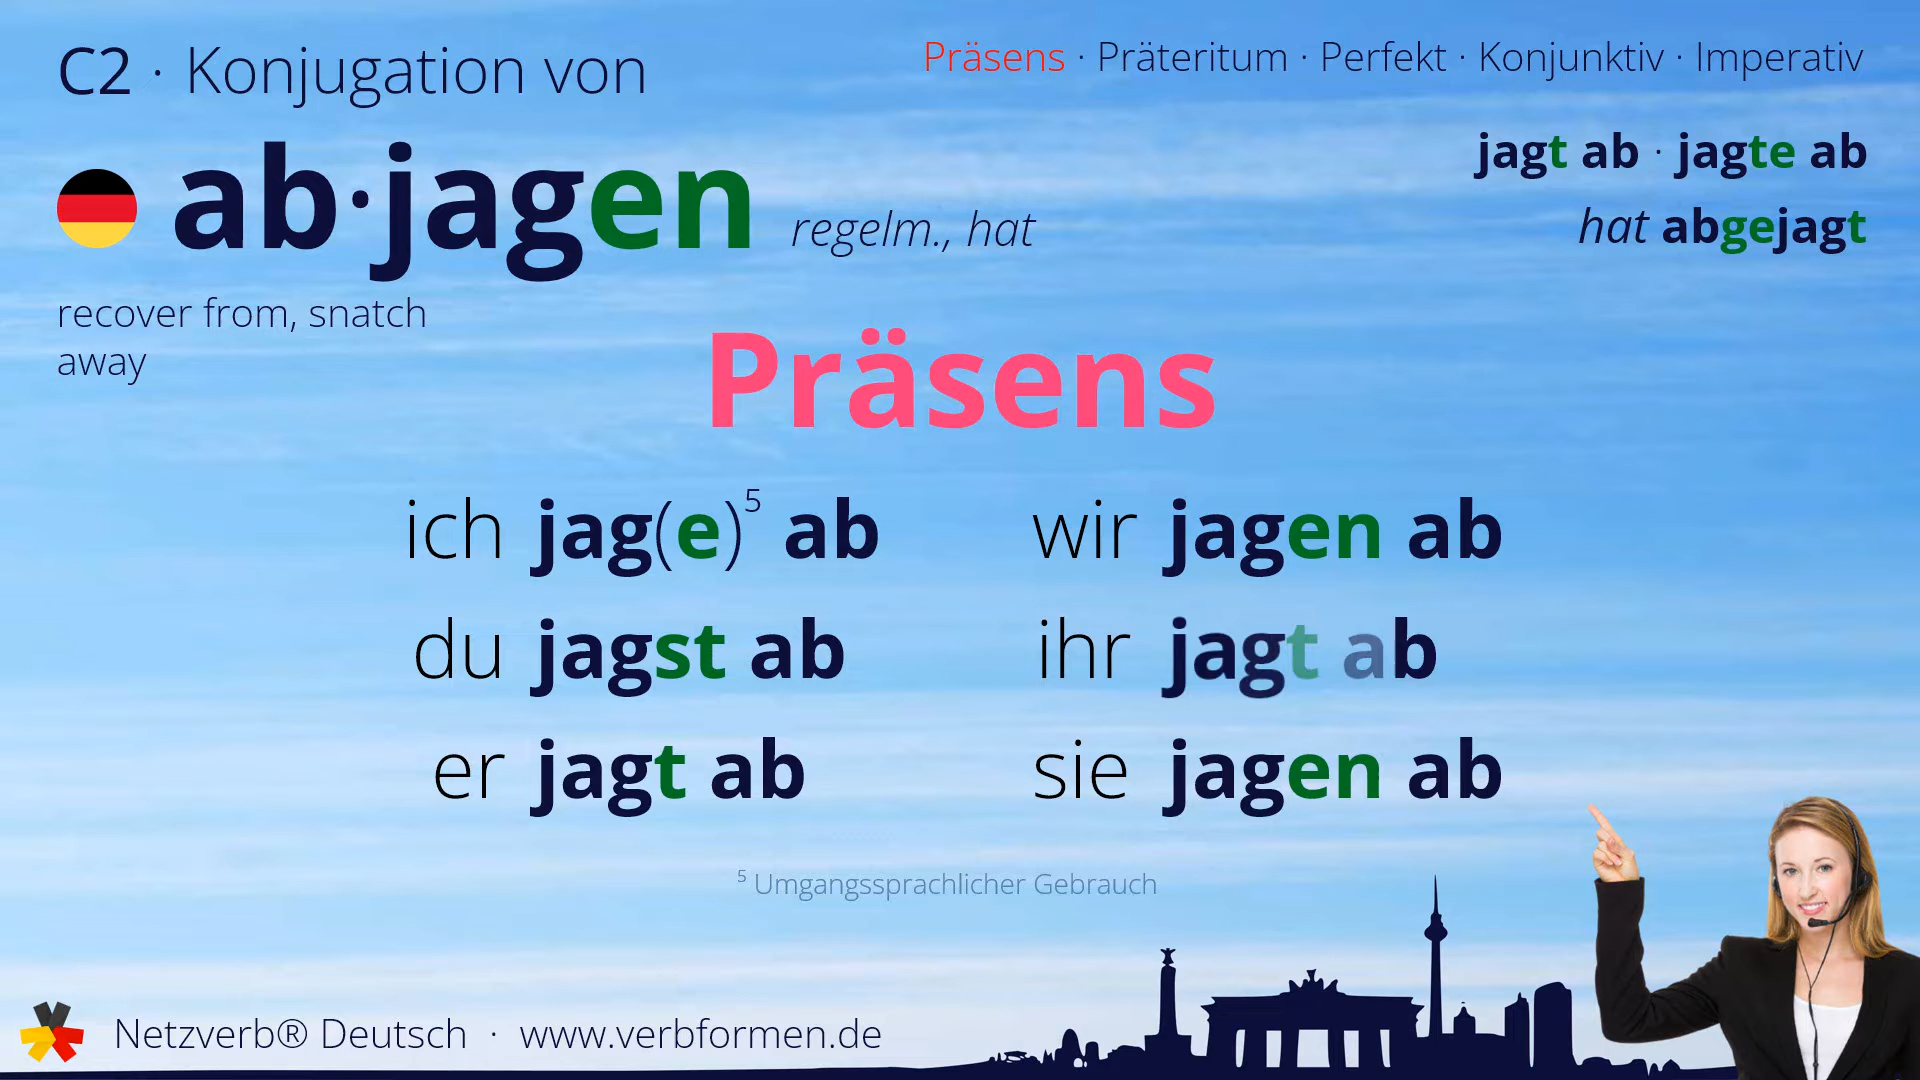 C2 · Konjugation von
Präsens · Präteritum · Perfekt · Konjunktiv · Imperativ
ab·jagen regelm., hat
jagt ab · jagte ab
hat abgejagt
recover from, snatch
away
Präsens
ich jag(e)⁵ ab
wir jagen ab
du jagst ab
ihr jagt ab
er jagt ab
sie jagen ab
⁵ Umgangssprachlicher Gebrauch
Netzverb® Deutsch · www.verbformen.de